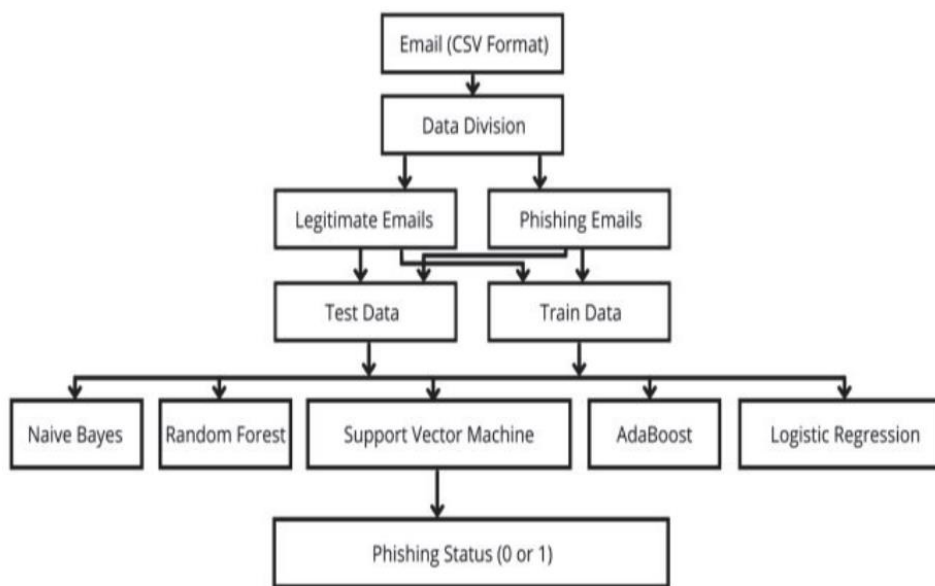 Email (CSV Format)
Data Division
Legitimate Emails
Phishing Emails
Test Data
Train Data
Naive Bayes
Random Forest
Support Vector Machine
AdaBoost
Logistic Regression
Phishing Status (0 or 1)